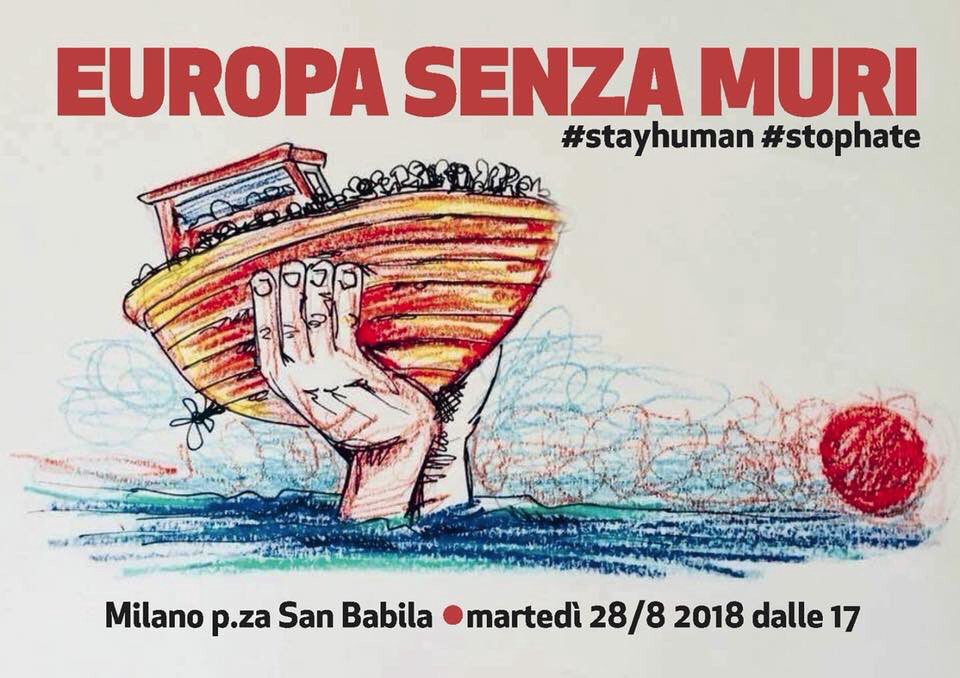 EUROPA SENZA MURI
#stayhuman #stophate
Milano p.za San Babila ● martedì 28/8 2018 dalle 17